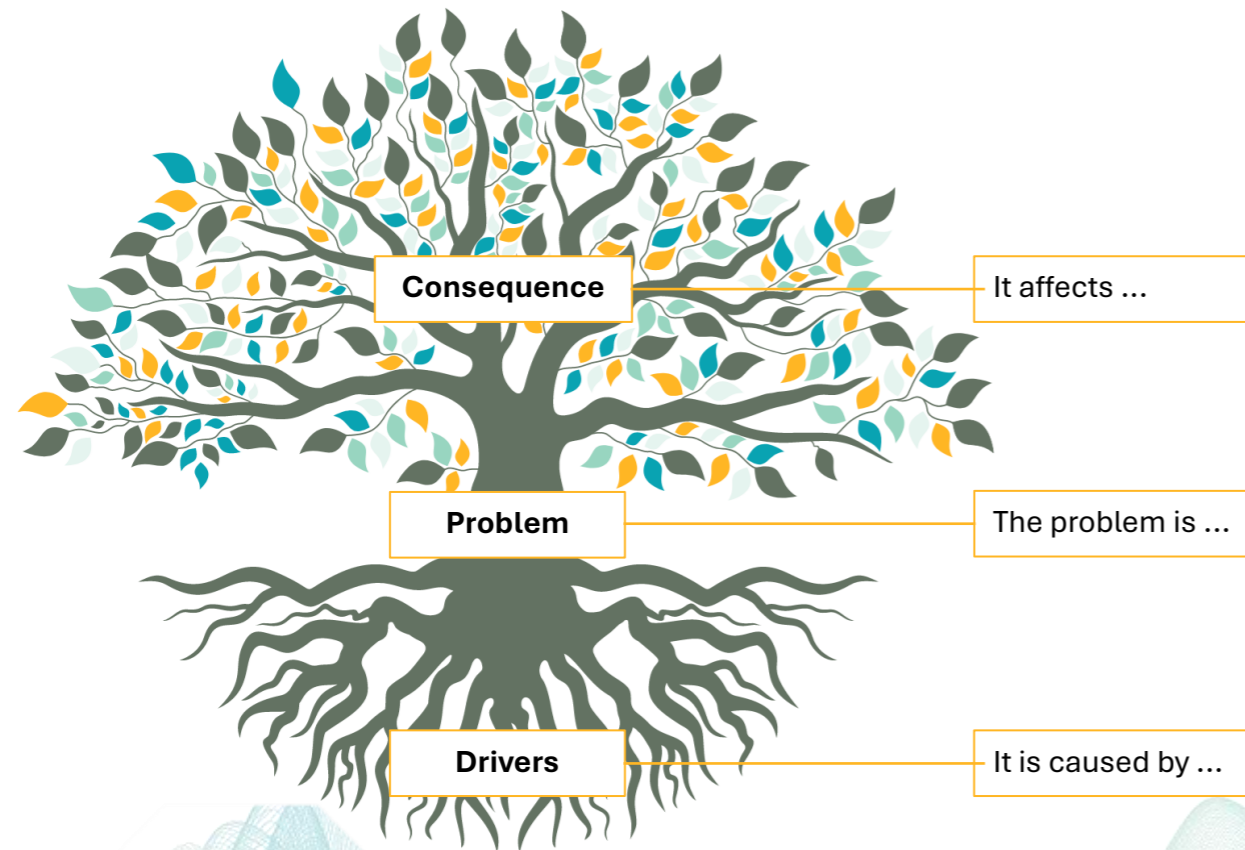 Consequence
It affects ...
Problem
The problem is ...
Drivers
It is caused by ...